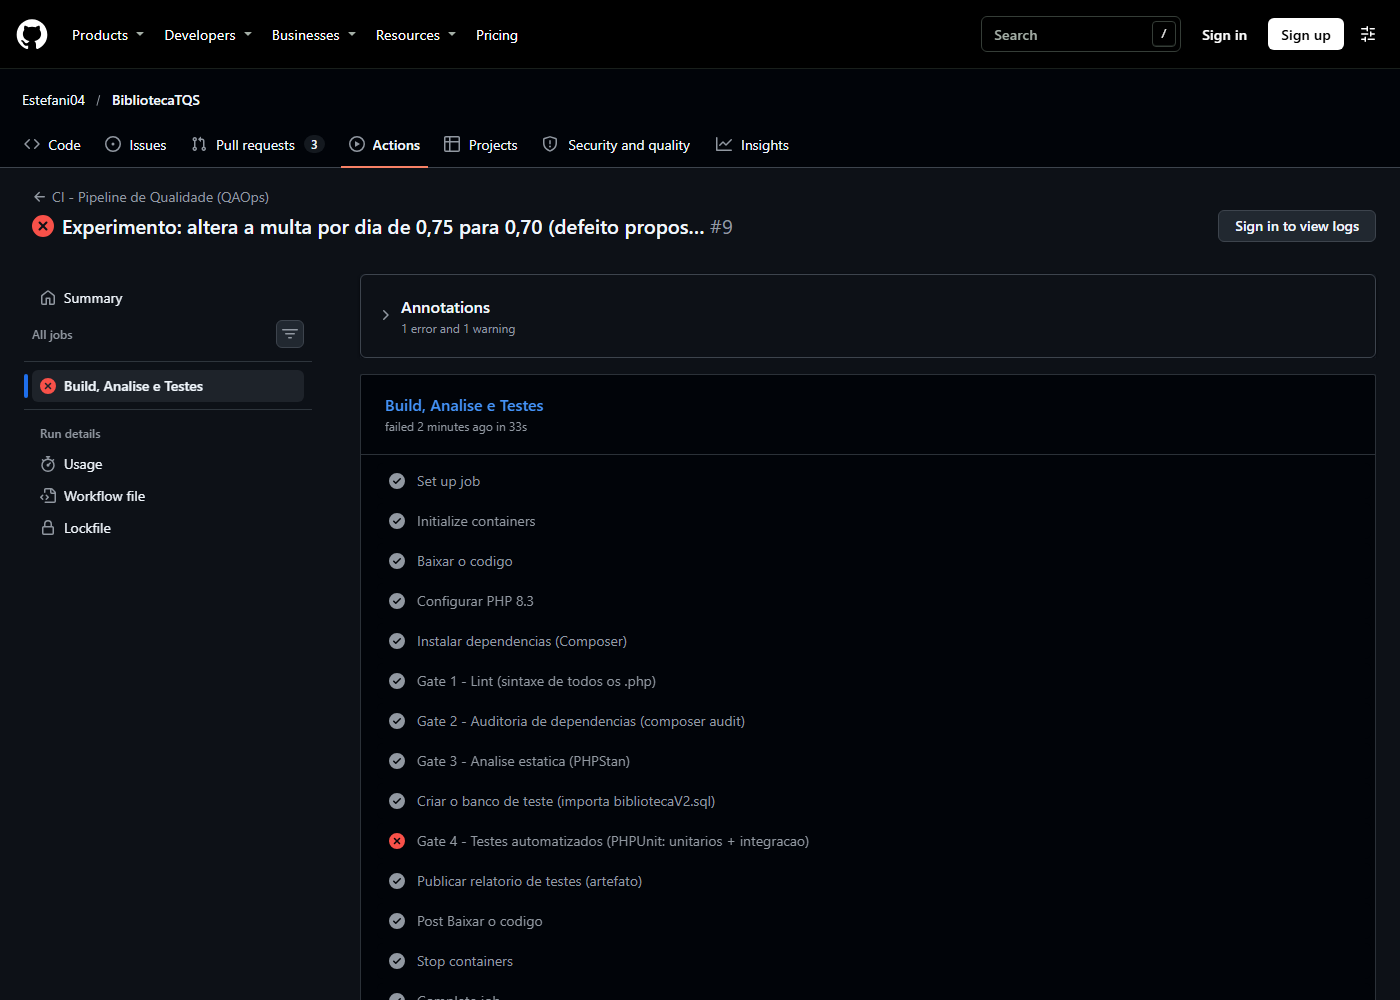 Products Developers Businesses Resources Pricing Search / Sign in Sign up
Estefani04 / BibliotecaTQS
Code Issues Pull requests 3 Actions Projects Security and quality Insights
CI - Pipeline de Qualidade (QAOps)
Experimento: altera a multa por dia de 0,75 para 0,70 (defeito propos... #9
Sign in to view logs
Summary
All jobs
Build, Analise e Testes
Run details
Usage
Workflow file
Lockfile
Annotations
1 error and 1 warning
Build, Analise e Testes
failed 2 minutes ago in 33s
Set up job
Initialize containers
Baixar o codigo
Configurar PHP 8.3
Instalar dependencias (Composer)
Gate 1 - Lint (sintaxe de todos os .php)
Gate 2 - Auditoria de dependencias (composer audit)
Gate 3 - Analise estatica (PHPStan)
Criar o banco de teste (importa bibliotecaV2.sql)
Gate 4 - Testes automatizados (PHPUnit: unitarios + integracao)
Publicar relatorio de testes (artefato)
Post Baixar o codigo
Stop containers
Complete job